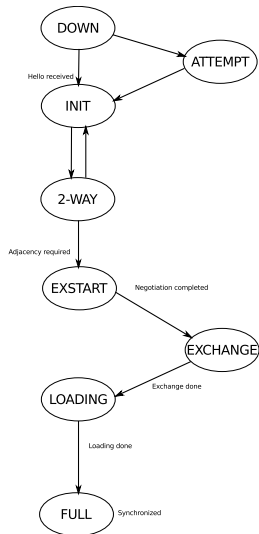 DOWN
ATTEMPT
Hello received
INIT
2-WAY
Adjacency required
EXSTART
Negotiation completed
EXCHANGE
Exchange done
LOADING
Loading done
FULL
Synchronized